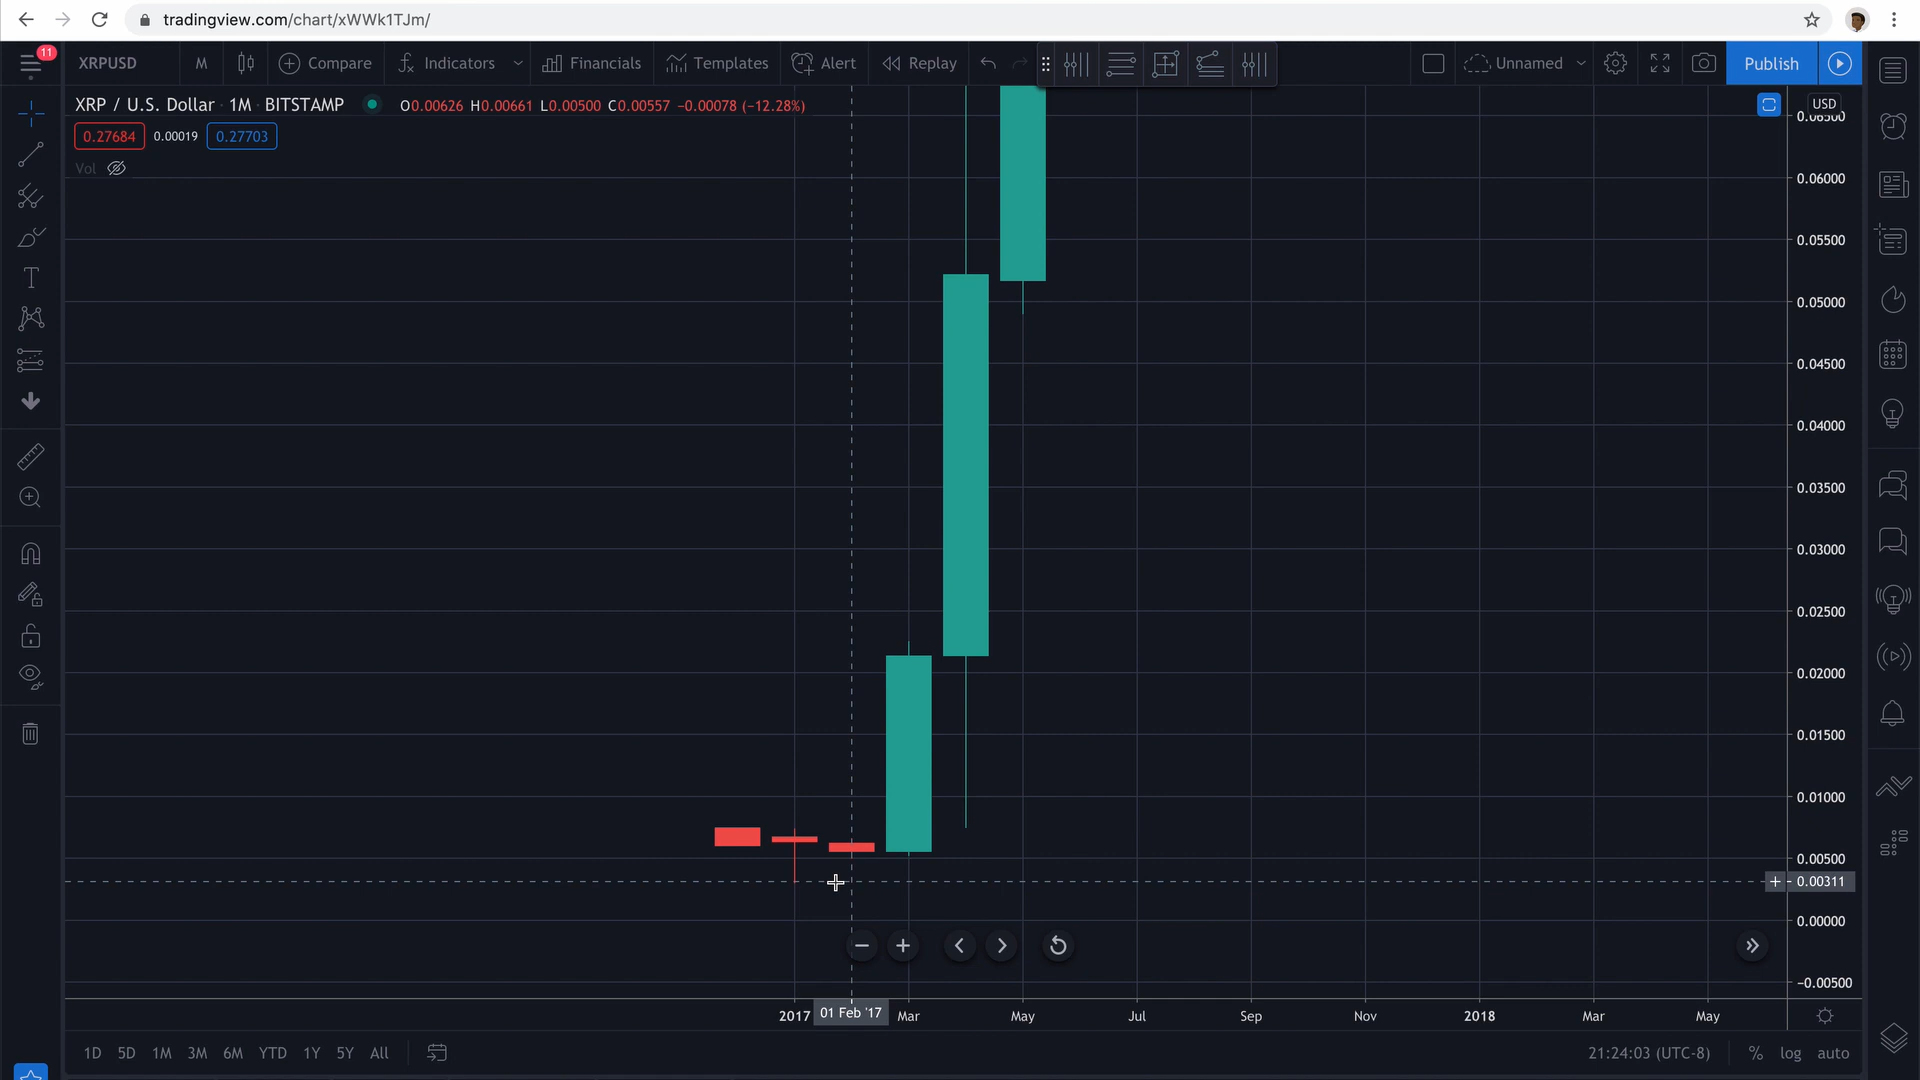 tradingview.com/chart/xWWk1TJm/
11
XRPUSD M Compare Indicators Financials Templates Alert Replay Unnamed Publish
XRP / U.S. Dollar · 1M · BITSTAMP O0.00626 H0.00661 L0.00500 C0.00557 −0.00078 (−12.28%)
USD
0.06500
0.27684 0.00019 0.27703
Vol
0.06000
0.05500
0.05000
0.04500
0.04000
0.03500
0.03000
0.02500
0.02000
0.01500
0.01000
0.00500
0.00311
0.00000
−0.00500
2017 01 Feb '17 Mar May Jul Sep Nov 2018 Mar May
1D 5D 1M 3M 6M YTD 1Y 5Y All 21:24:03 (UTC-8) % log auto